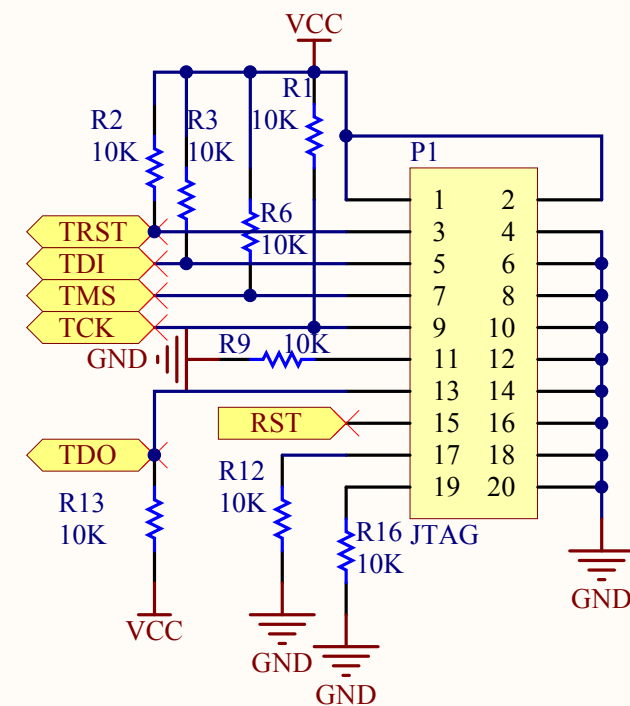 VCC
R1
10K
R2
10K
R3
10K
P1
R6
10K
TRST
TDI
TMS
TCK
GND
R9
10K
TDO
RST
R13
10K
VCC
R12
10K
GND
R16
10K
GND
1 2
3 4
5 6
7 8
9 10
11 12
13 14
15 16
17 18
19 20
JTAG
GND